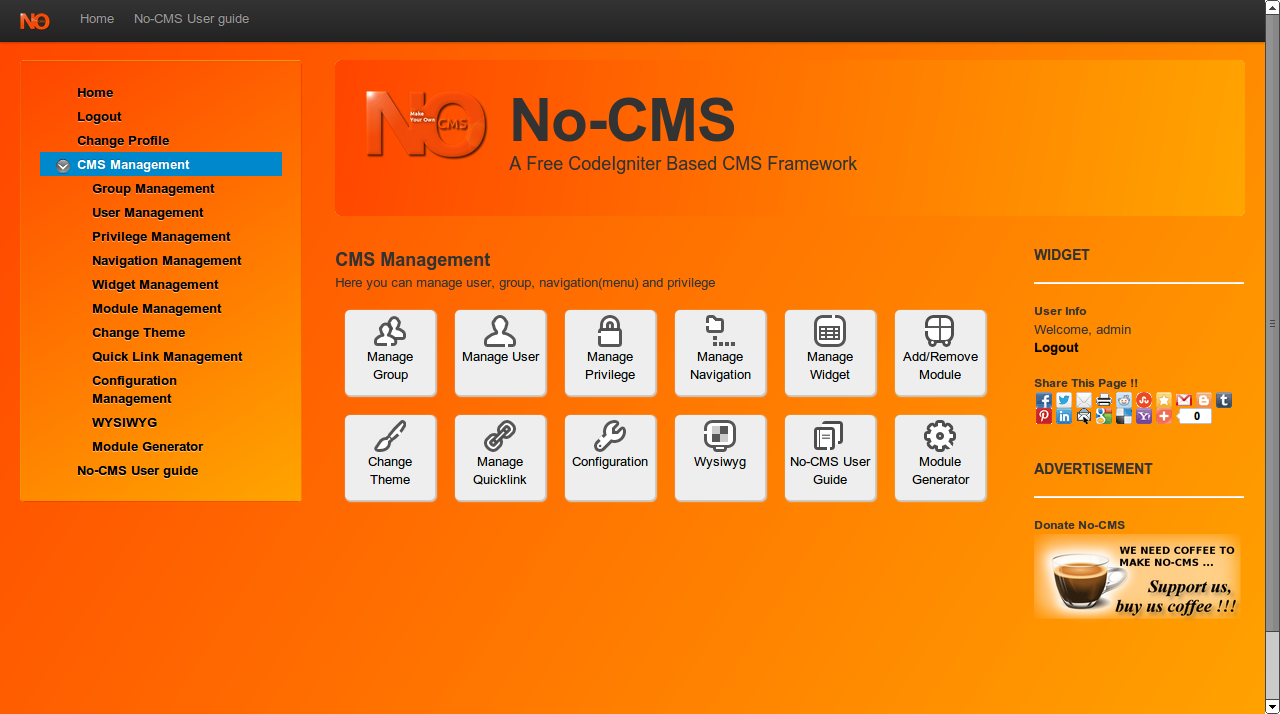 NO
Home
No-CMS User guide
Home
Logout
Change Profile
CMS Management
Group Management
User Management
Privilege Management
Navigation Management
Widget Management
Module Management
Change Theme
Quick Link Management
Configuration
Management
WYSIWYG
Module Generator
No-CMS User guide
NO
Make
Your Own
CMS
No-CMS
A Free CodeIgniter Based CMS Framework
CMS Management
Here you can manage user, group, navigation(menu) and privilege
Manage
Group
Manage User
Manage
Privilege
Manage
Navigation
Manage
Widget
Add/Remove
Module
Change
Theme
Manage
Quicklink
Configuration
Wysiwyg
No-CMS User
Guide
Module
Generator
WIDGET
User Info
Welcome, admin
Logout
Share This Page !!
0
ADVERTISEMENT
Donate No-CMS
WE NEED COFFEE TO
MAKE NO-CMS ...
Support us,
buy us coffee !!!